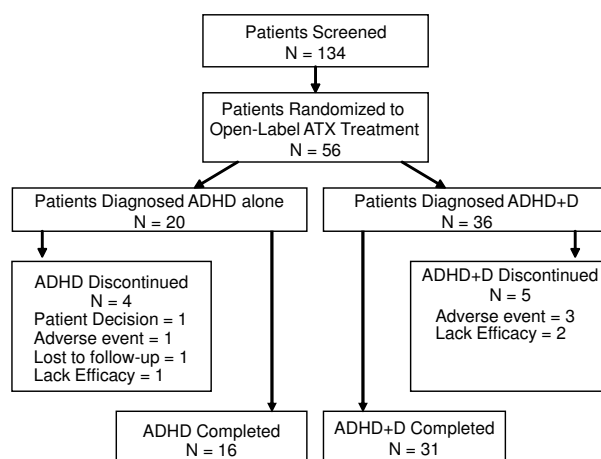 Patients Screened
N = 134
Patients Randomized to
Open-Label ATX Treatment
N = 56
Patients Diagnosed ADHD alone
N = 20
Patients Diagnosed ADHD+D
N = 36
ADHD Discontinued
N = 4
Patient Decision = 1
Adverse event = 1
Lost to follow-up = 1
Lack Efficacy = 1
ADHD+D Discontinued
N = 5
Adverse event = 3
Lack Efficacy = 2
ADHD Completed
N = 16
ADHD+D Completed
N = 31